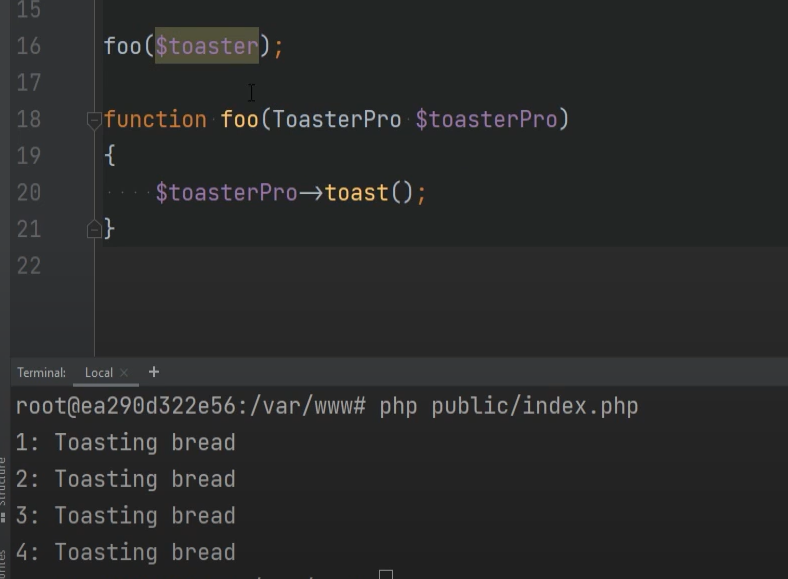 15
16 foo($toaster);
17
18 function foo(ToasterPro $toasterPro)
19 {
20 $toasterPro->toast();
21 }
22
Terminal: Local × +
root@ea290d322e56:/var/www# php public/index.php
1: Toasting bread
2: Toasting bread
3: Toasting bread
4: Toasting bread